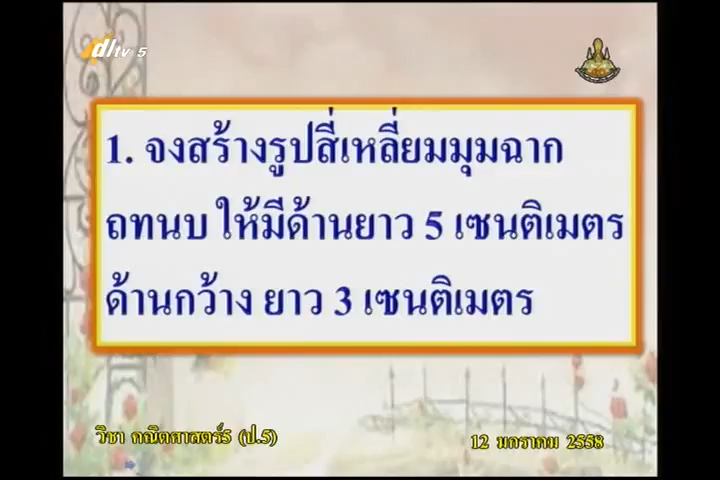 dltv 5
1. จงสร้างรูปสี่เหลี่ยมมุมฉาก
ถทนบ ให้มีด้านยาว 5 เซนติเมตร
ด้านกว้าง ยาว 3 เซนติเมตร
วิชา คณิตศาสตร์5 (ป.5)
12 มกราคม 2558